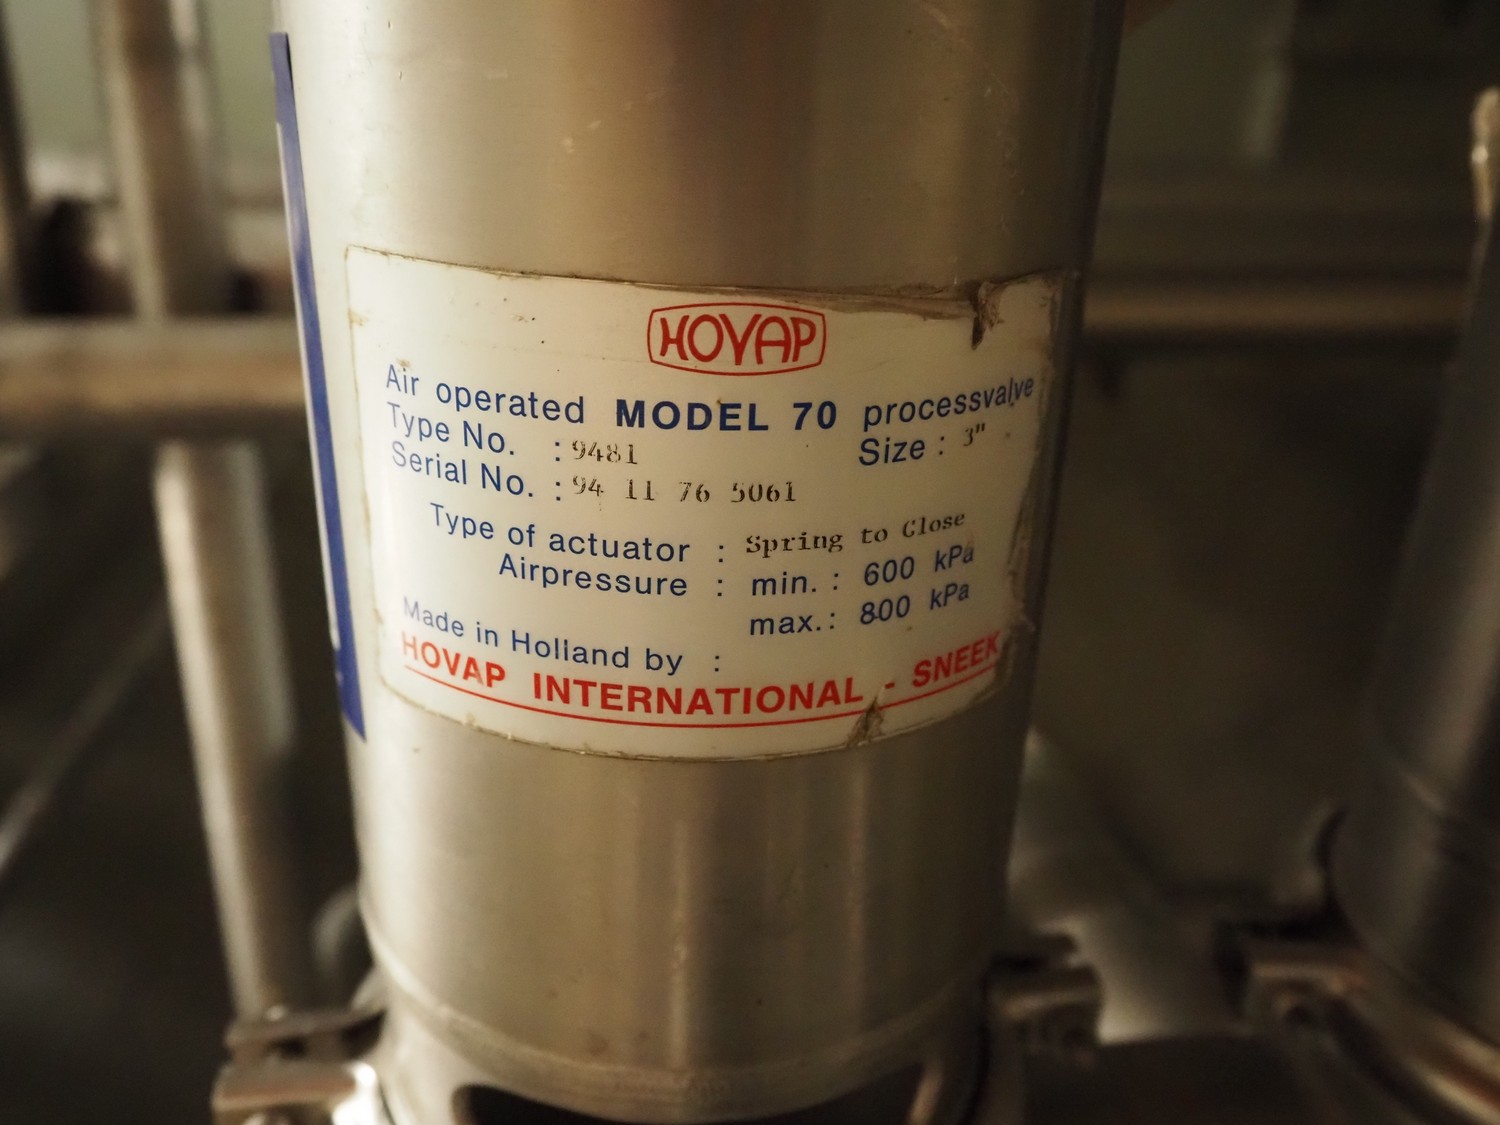 HOVAP
Air operated MODEL 70 processvalve
Type No. : 9481 Size : 3"
Serial No. : 94 11 76 5061
Type of actuator : Spring to Close
Airpressure : min. : 600 kPa
max. : 800 kPa
Made in Holland by :
HOVAP INTERNATIONAL - SNEEK